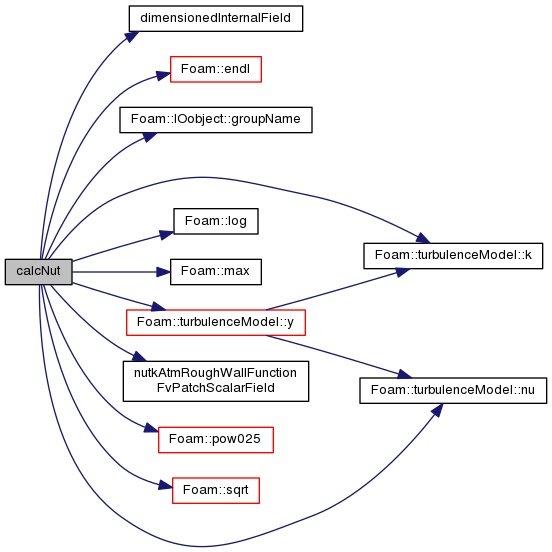 dimensionedInternalField
Foam::endl
Foam::IOobject::groupName
Foam::log
Foam::turbulenceModel::k
calcNut
Foam::max
Foam::turbulenceModel::y
nutkAtmRoughWallFunction
FvPatchScalarField
Foam::turbulenceModel::nu
Foam::pow025
Foam::sqrt